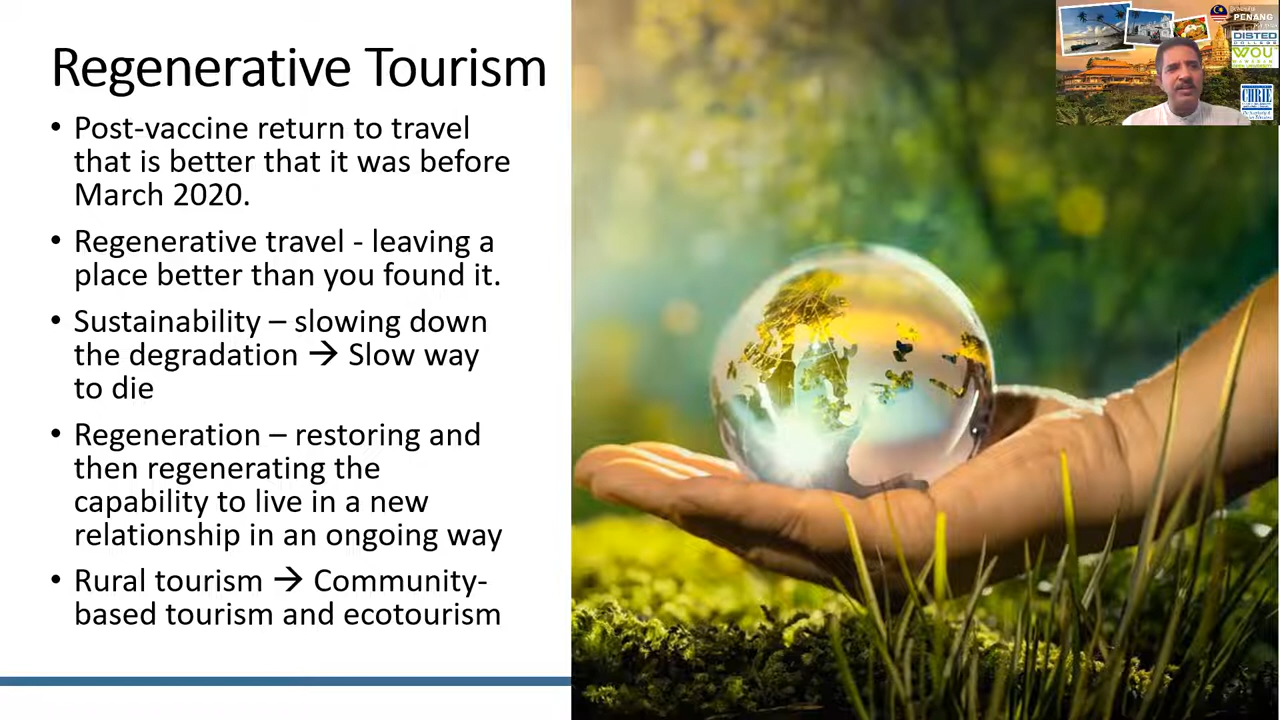 Regenerative Tourism
• Post-vaccine return to travel
that is better that it was before
March 2020.
• Regenerative travel - leaving a
place better than you found it.
• Sustainability – slowing down
the degradation → Slow way
to die
• Regeneration – restoring and
then regenerating the
capability to live in a new
relationship in an ongoing way
• Rural tourism → Community-
based tourism and ecotourism
PENANG
DISTED
COLLEGE
WOU
CHRIE